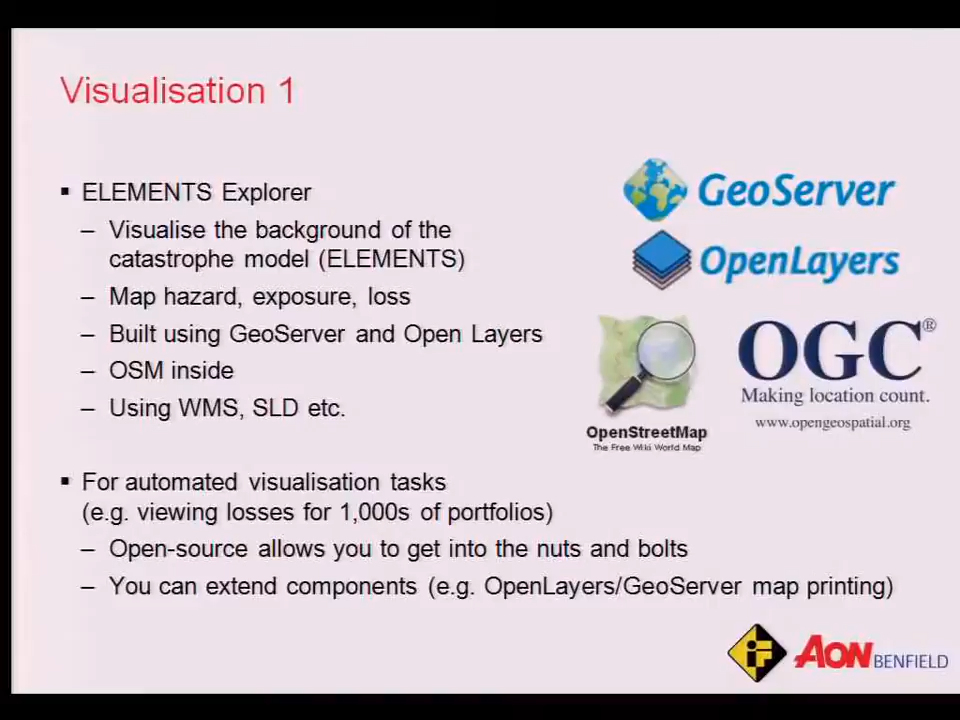 Visualisation 1
▪ ELEMENTS Explorer
– Visualise the background of the
catastrophe model (ELEMENTS)
– Map hazard, exposure, loss
– Built using GeoServer and Open Layers
– OSM inside
– Using WMS, SLD etc.
GeoServer
OpenLayers
OpenStreetMap
The Free Wiki World Map
OGC®
Making location count.
www.opengeospatial.org
▪ For automated visualisation tasks
(e.g. viewing losses for 1,000s of portfolios)
– Open-source allows you to get into the nuts and bolts
– You can extend components (e.g. OpenLayers/GeoServer map printing)
iF
AON BENFIELD